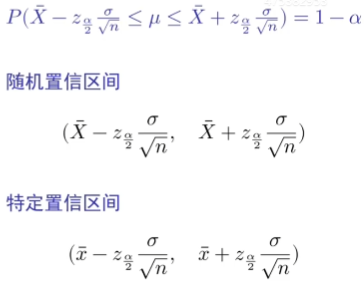 P(X̄ − z_{α/2} σ/√n ≤ μ ≤ X̄ + z_{α/2} σ/√n) = 1 − α
随机置信区间
(X̄ − z_{α/2} σ/√n, X̄ + z_{α/2} σ/√n)
特定置信区间
(x̄ − z_{α/2} σ/√n, x̄ + z_{α/2} σ/√n)